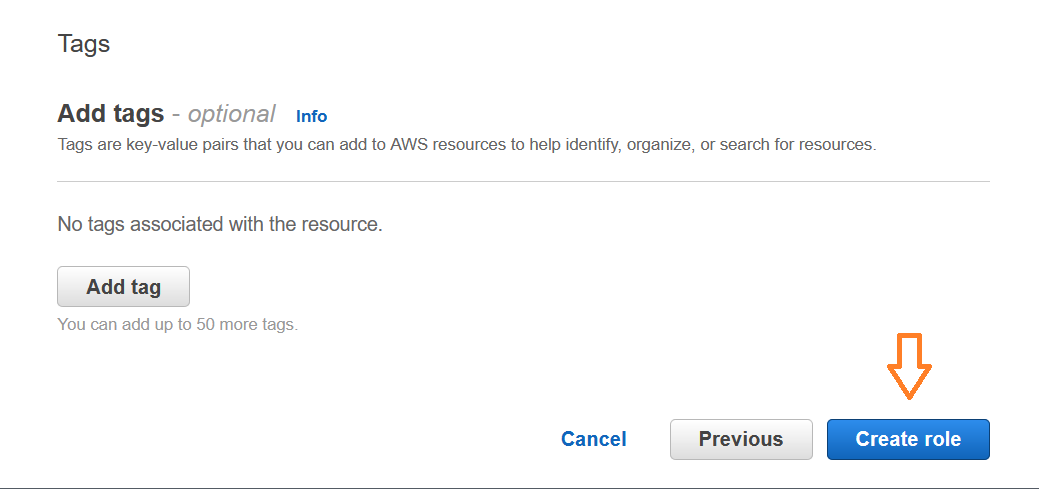 Tags
Add tags - optional Info
Tags are key-value pairs that you can add to AWS resources to help identify, organize, or search for resources.
No tags associated with the resource.
Add tag
You can add up to 50 more tags.
Cancel Previous Create role